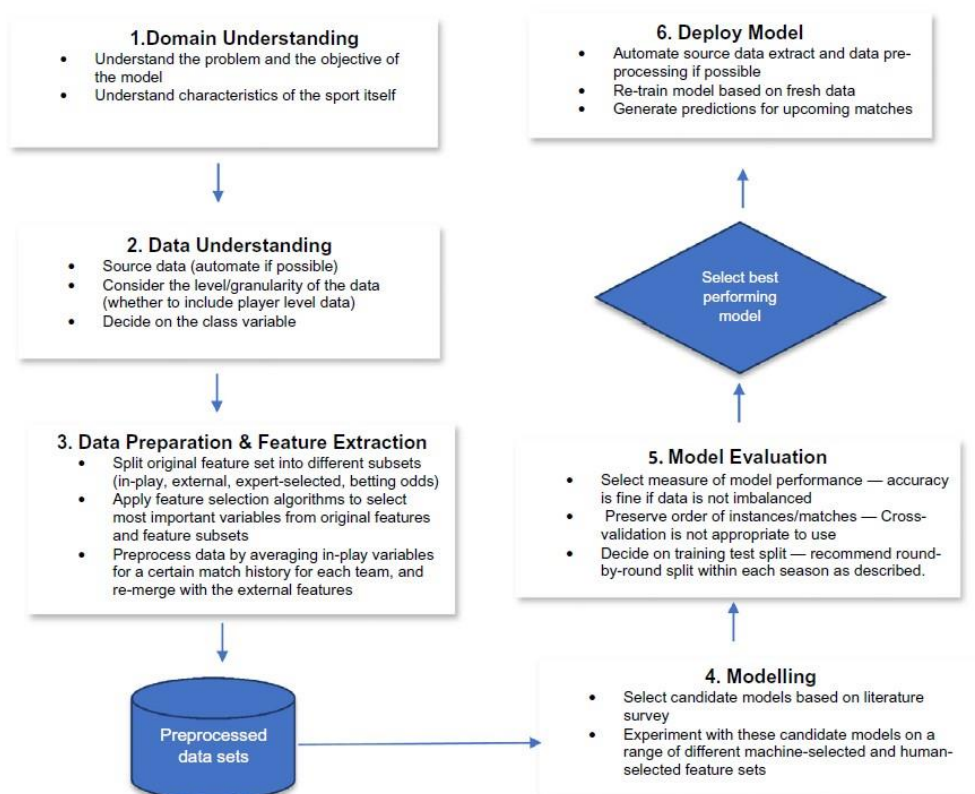 1.Domain Understanding
• Understand the problem and the objective of
the model
• Understand characteristics of the sport itself
2. Data Understanding
• Source data (automate if possible)
• Consider the level/granularity of the data
(whether to include player level data)
• Decide on the class variable
3. Data Preparation & Feature Extraction
• Split original feature set into different subsets
(in-play, external, expert-selected, betting odds)
• Apply feature selection algorithms to select
most important variables from original features
and feature subsets
• Preprocess data by averaging in-play variables
for a certain match history for each team, and
re-merge with the external features
Preprocessed
data sets
4. Modelling
• Select candidate models based on literature
survey
• Experiment with these candidate models on a
range of different machine-selected and human-
selected feature sets
5. Model Evaluation
• Select measure of model performance — accuracy
is fine if data is not imbalanced
• Preserve order of instances/matches — Cross-
validation is not appropriate to use
• Decide on training test split — recommend round-
by-round split within each season as described.
Select best
performing
model
6. Deploy Model
• Automate source data extract and data pre-
processing if possible
• Re-train model based on fresh data
• Generate predictions for upcoming matches